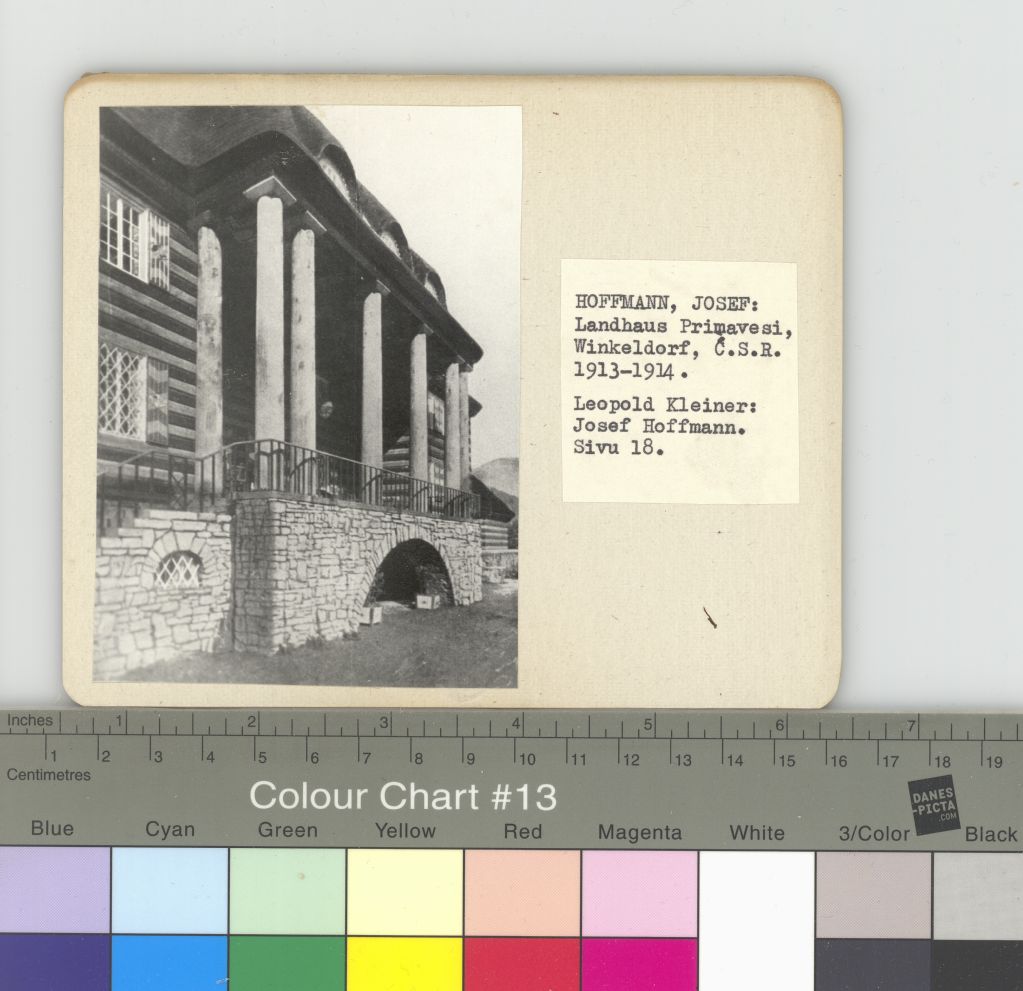 HOFFMANN, JOSEF:
Landhaus Primavesi,
Winkeldorf, Č.S.R.
1913-1914.
Leopold Kleiner:
Josef Hoffmann.
Sivu 18.
Inches 1 2 3 4 5 6 7
1 2 3 4 5 6 7 8 9 10 11 12 13 14 15 16 17 18 19
Centimetres
Colour Chart #13
DANES
-PICTA
.COM
Blue Cyan Green Yellow Red Magenta White 3/Color Black